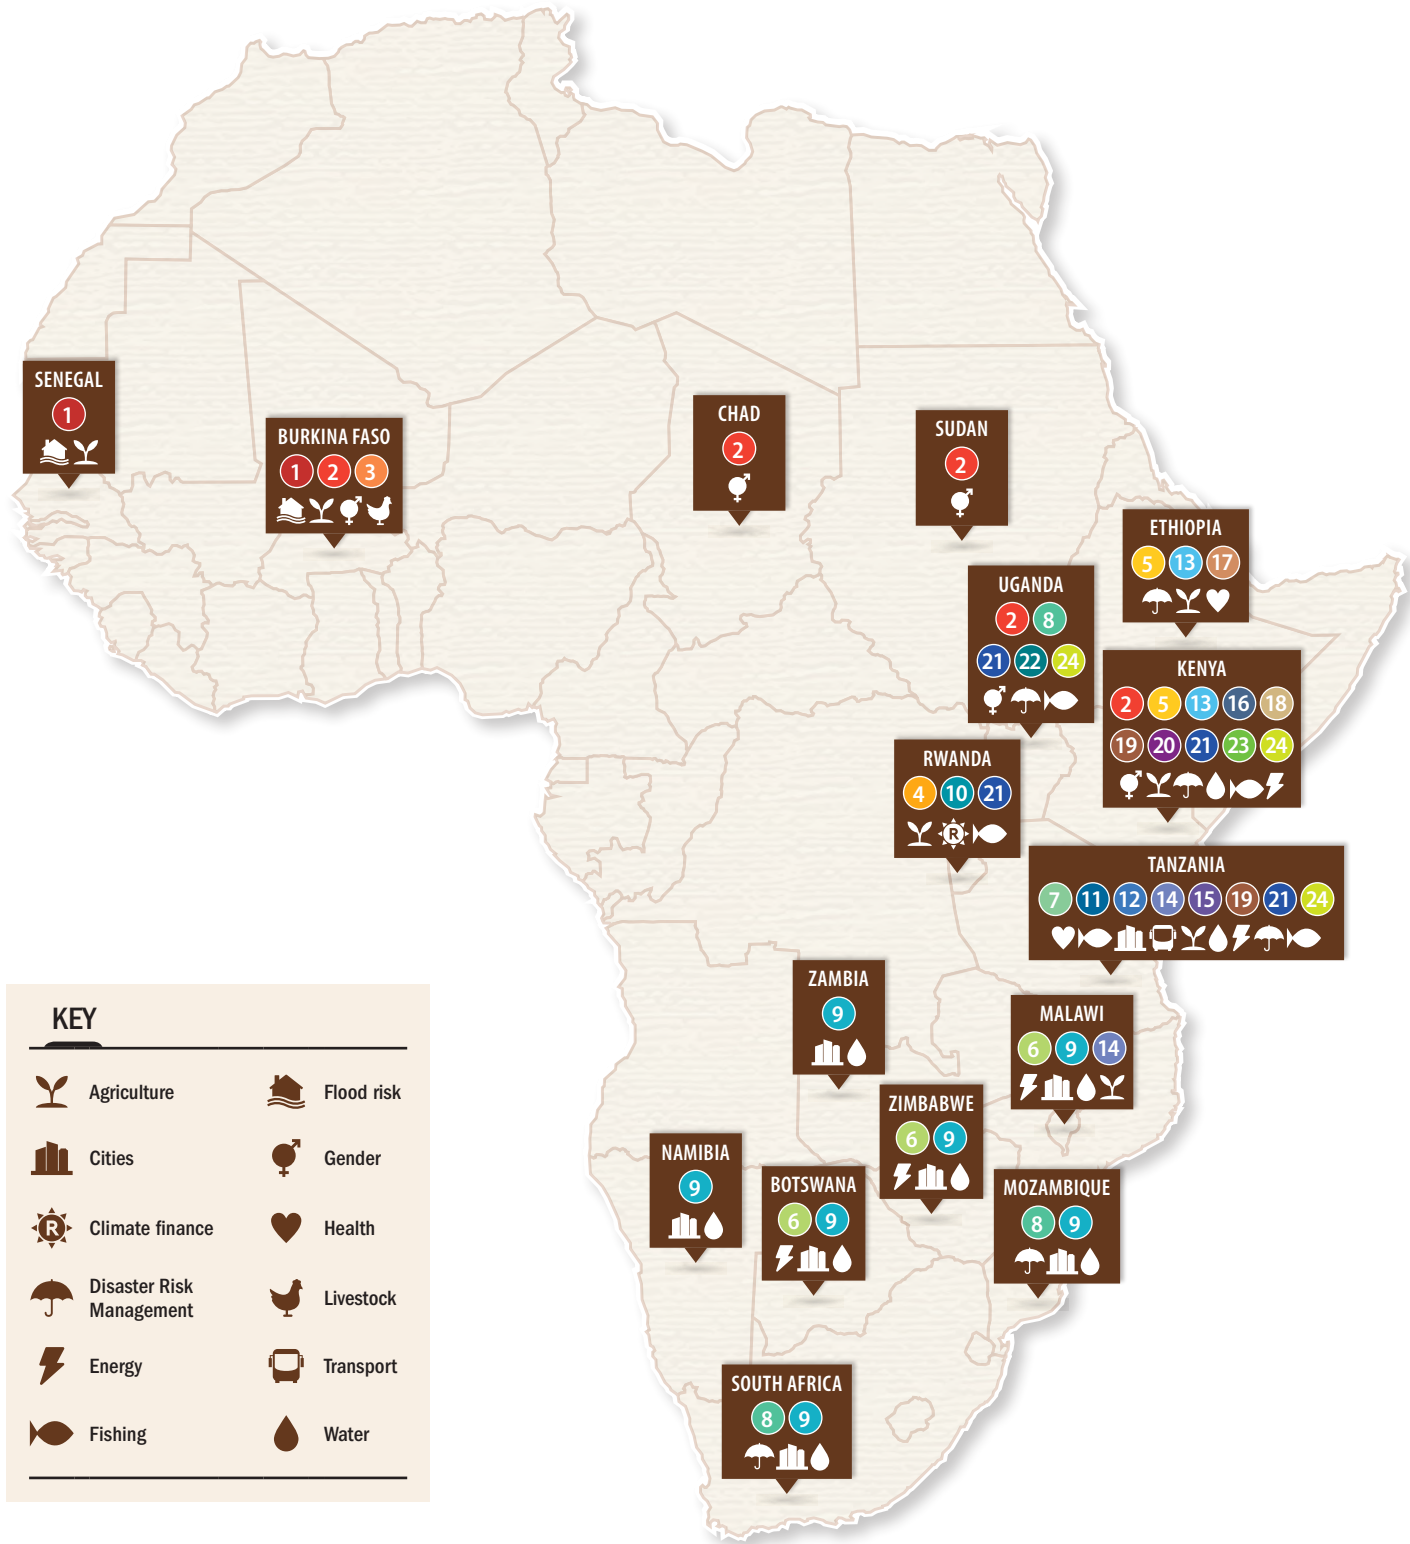 SENEGAL
1
BURKINA FASO
1 2 3
CHAD
2
SUDAN
2
ETHIOPIA
5 13 17
UGANDA
2 8
21 22 24
KENYA
2 5 13 16 18
19 20 21 23 24
RWANDA
4 10 21
TANZANIA
7 11 12 14 15 19 21 24
ZAMBIA
9
MALAWI
6 9 14
ZIMBABWE
6 9
NAMIBIA
9
BOTSWANA
6 9
MOZAMBIQUE
8 9
SOUTH AFRICA
8 9
KEY
Agriculture
Flood risk
Cities
Gender
R
Climate finance
Health
Disaster Risk
Management
Livestock
Energy
Transport
Fishing
Water